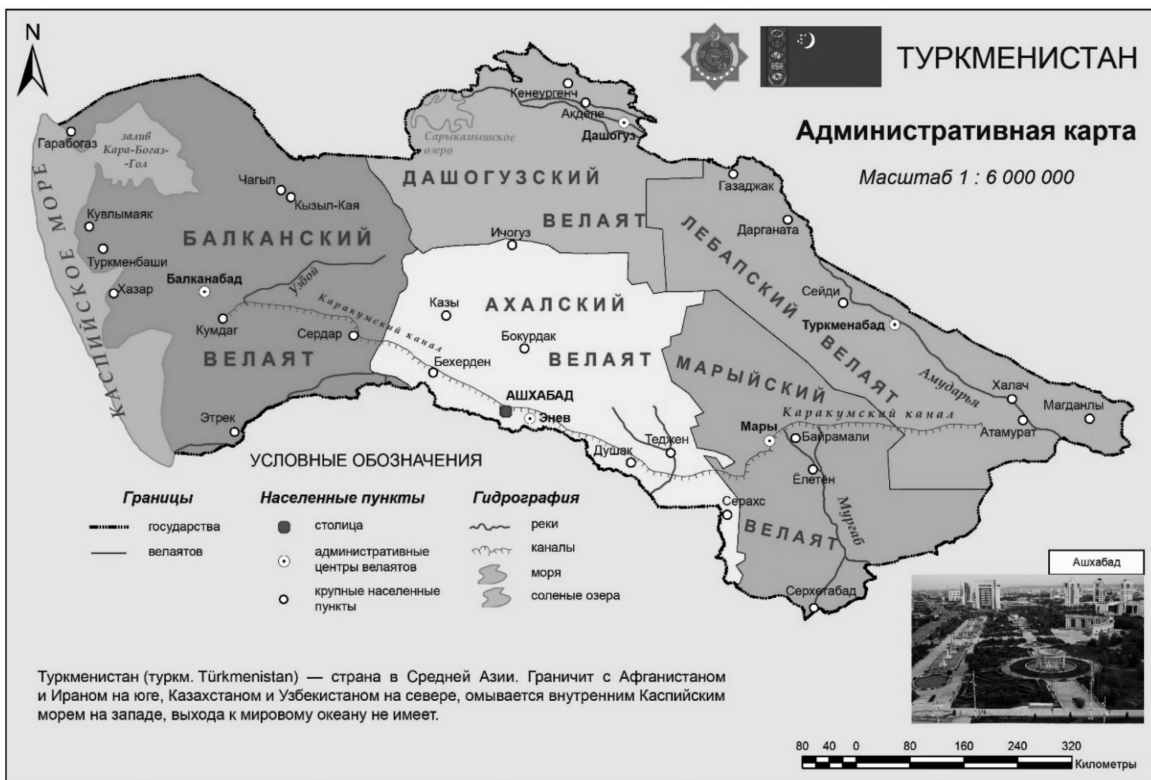 N
ТУРКМЕНИСТАН
Административная карта
Масштаб 1 : 6 000 000
Кенеургенч
Акдепе
Дашогуз
Сарыкамышское
озеро
залив
Кара-Богаз-
-Гол
Гарабогаз
ДАШОГУЗСКИЙ
ВЕЛАЯТ
Газаджак
Чагыл
Кызыл-Кая
КАСПИЙСКОЕ МОРЕ
Кувлымаяк
Туркменбаши
Хазар
БАЛКАНСКИЙ
ВЕЛАЯТ
Балканабад
Узбой
Кумдаг
Сердар
Каракумский канал
Этрек
Ичогуз
АХАЛСКИЙ
ВЕЛАЯТ
Казы
Бокурдак
Бехерден
АШХАБАД
Энев
Душак
Теджен
Серахс
Дарганата
ЛЕБАПСКИЙ
ВЕЛАЯТ
Сейди
Туркменабад
Амударья
Халач
Магданлы
Атамурат
МАРЫЙСКИЙ
ВЕЛАЯТ
Каракумский канал
Мары
Байрамали
Ёлетен
Мургаб
Серхетабад
УСЛОВНЫЕ ОБОЗНАЧЕНИЯ
Границы
государства
велаятов
Населенные пункты
столица
административные
центры велаятов
крупные населенные
пункты
Гидрография
реки
каналы
моря
соленые озера
Ашхабад
Туркменистан (туркм. Türkmenistan) — страна в Средней Азии. Граничит с Афганистаном
и Ираном на юге, Казахстаном и Узбекистаном на севере, омывается внутренним Каспийским
морем на западе, выхода к мировому океану не имеет.
80 40 0 80 160 240 320
Километры